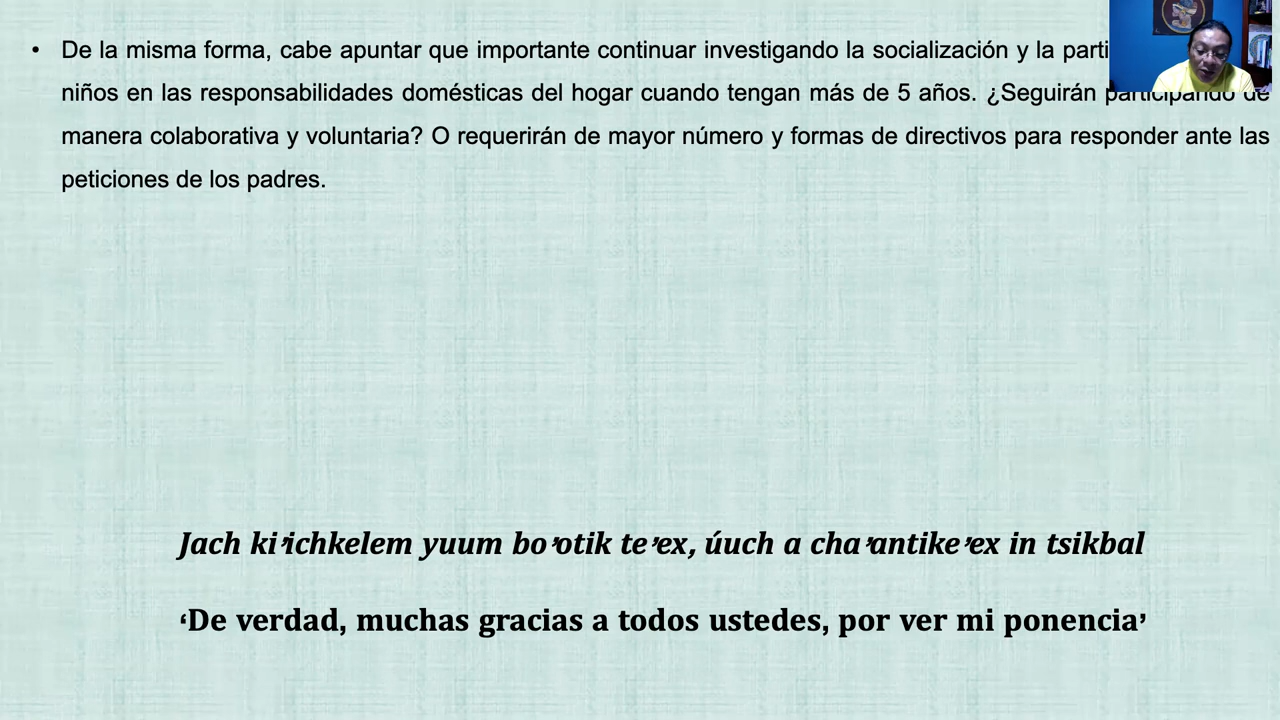 • De la misma forma, cabe apuntar que importante continuar investigando la socialización y la
niños en las responsabilidades domésticas del hogar cuando tengan más de 5 años. ¿Seguirán participando de
manera colaborativa y voluntaria? O requerirán de mayor número y formas de directivos para responder ante las
peticiones de los padres.
Jach ki’ichkelem yuum bo’otik te’ex, úuch a cha’antike’ex in tsikbal
‘De verdad, muchas gracias a todos ustedes, por ver mi ponencia’